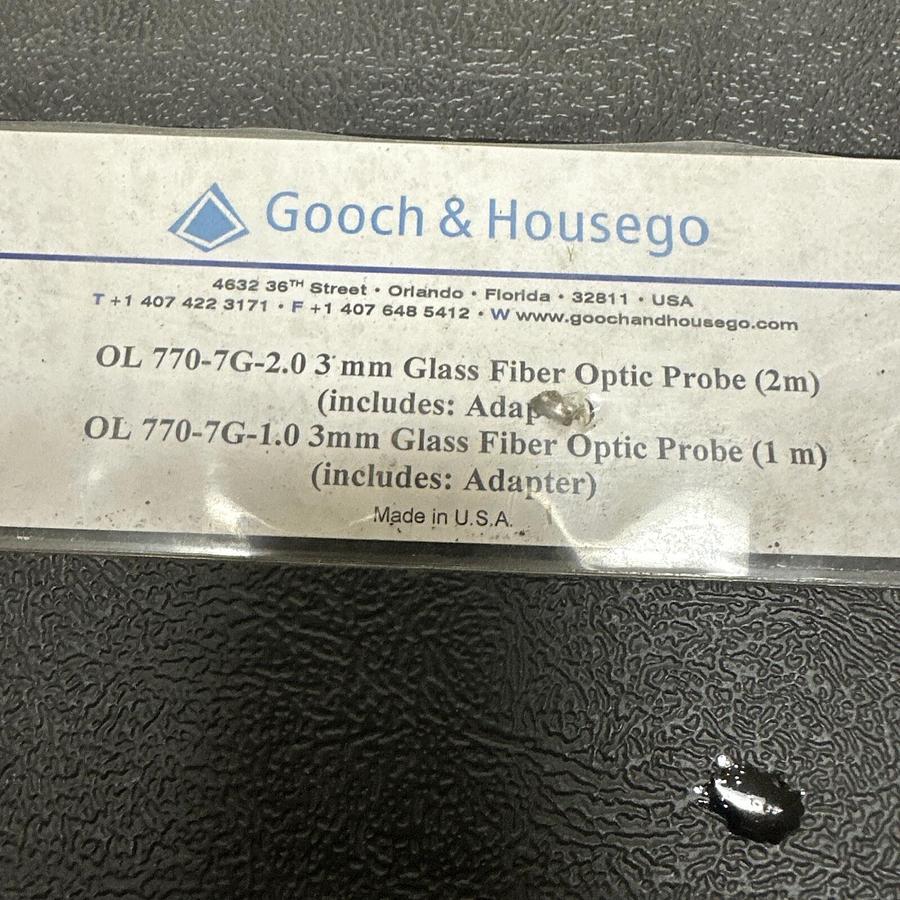 Gooch & Housego
4632 36TH Street • Orlando • Florida • 32811 • USA
T +1 407 422 3171 • F +1 407 648 5412 • W www.goochandhousego.com
OL 770-7G-2.0 3 mm Glass Fiber Optic Probe (2m)
(includes:
OL 770-7G-1.0 3mm Glass Fiber Optic Probe (1 m)
(includes: Adapter)
Made in U.S.A.